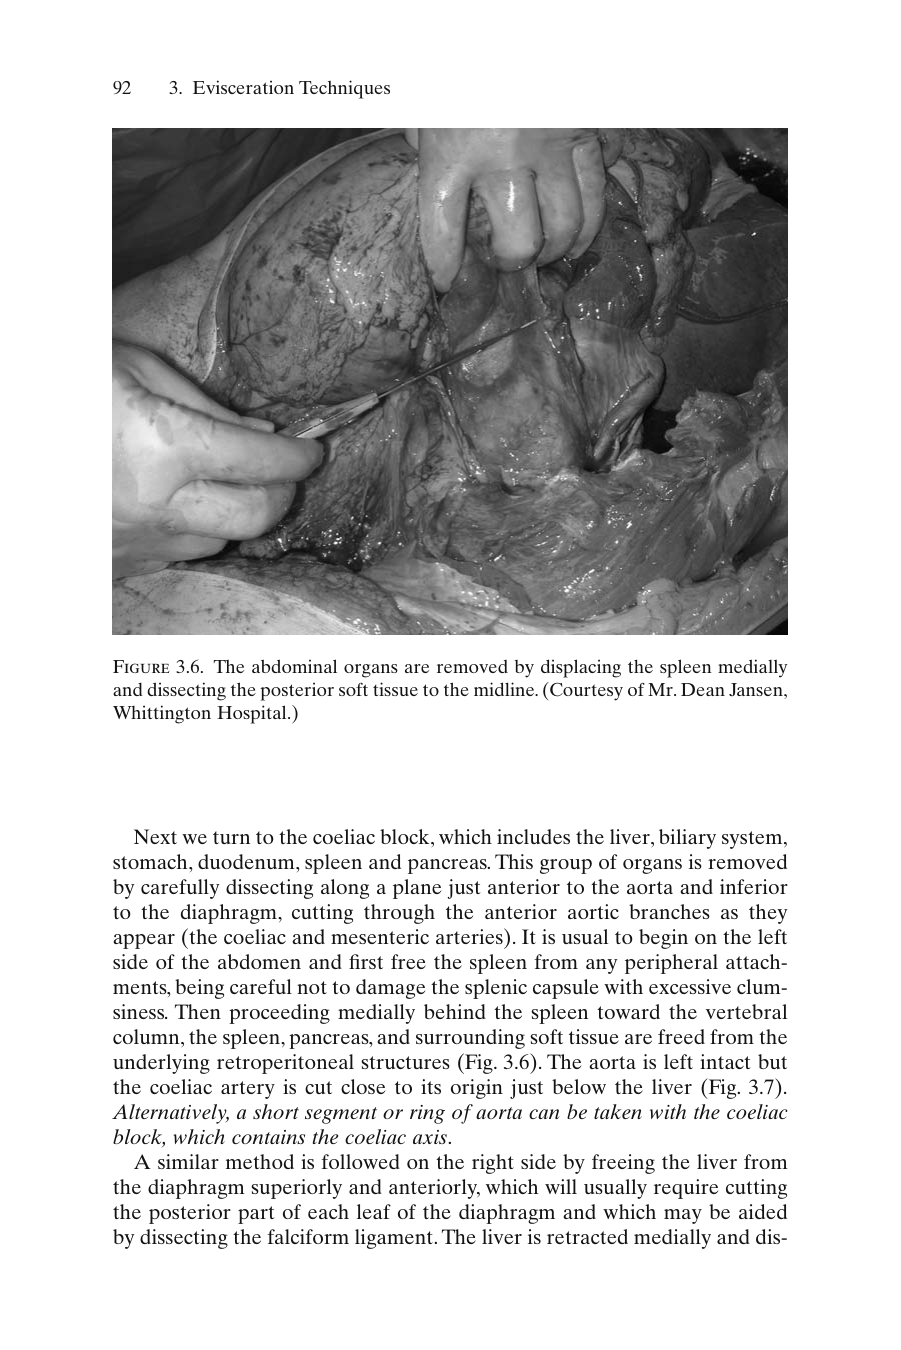 92 3. Evisceration Techniques
FIGURE 3.6. The abdominal organs are removed by displacing the spleen medially
and dissecting the posterior soft tissue to the midline. (Courtesy of Mr. Dean Jansen,
Whittington Hospital.)
Next we turn to the coeliac block, which includes the liver, biliary system,
stomach, duodenum, spleen and pancreas. This group of organs is removed
by carefully dissecting along a plane just anterior to the aorta and inferior
to the diaphragm, cutting through the anterior aortic branches as they
appear (the coeliac and mesenteric arteries). It is usual to begin on the left
side of the abdomen and first free the spleen from any peripheral attach-
ments, being careful not to damage the splenic capsule with excessive clum-
siness. Then proceeding medially behind the spleen toward the vertebral
column, the spleen, pancreas, and surrounding soft tissue are freed from the
underlying retroperitoneal structures (Fig. 3.6). The aorta is left intact but
the coeliac artery is cut close to its origin just below the liver (Fig. 3.7).
Alternatively, a short segment or ring of aorta can be taken with the coeliac
block, which contains the coeliac axis.
A similar method is followed on the right side by freeing the liver from
the diaphragm superiorly and anteriorly, which will usually require cutting
the posterior part of each leaf of the diaphragm and which may be aided
by dissecting the falciform ligament. The liver is retracted medially and dis-